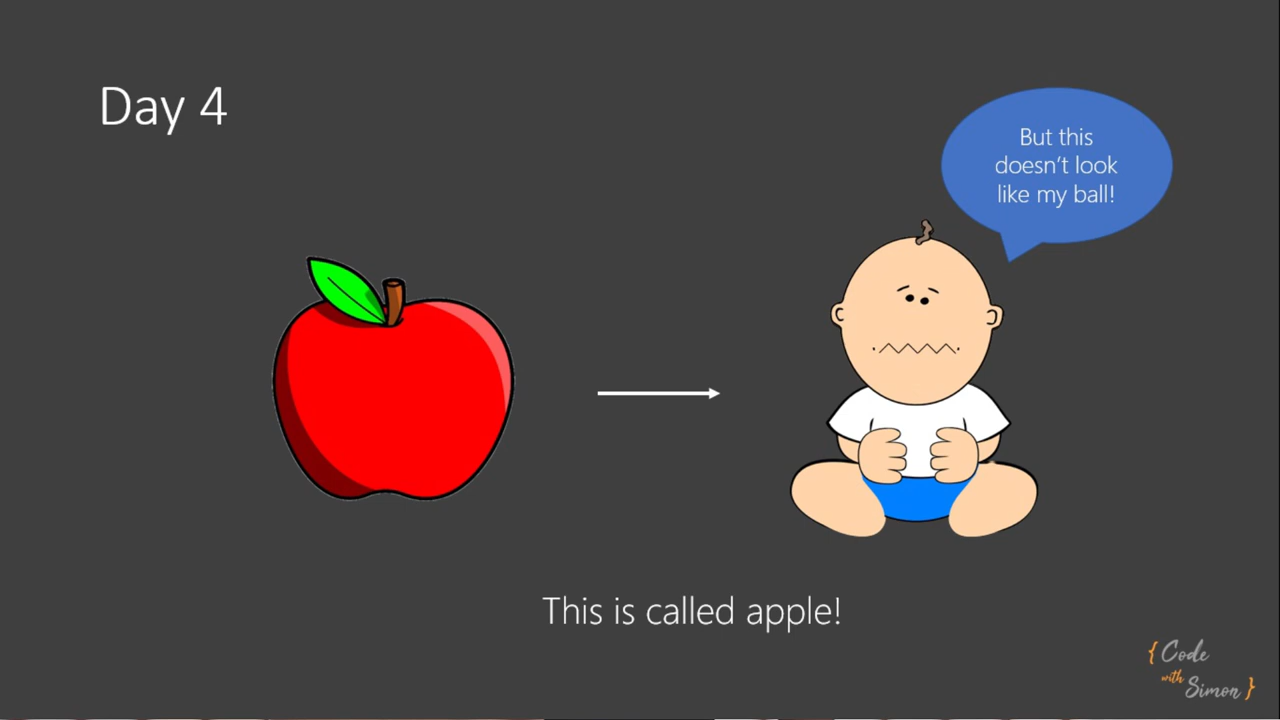 Day 4
But this
doesn't look
like my ball!
This is called apple!
{ Code
with
Simon }